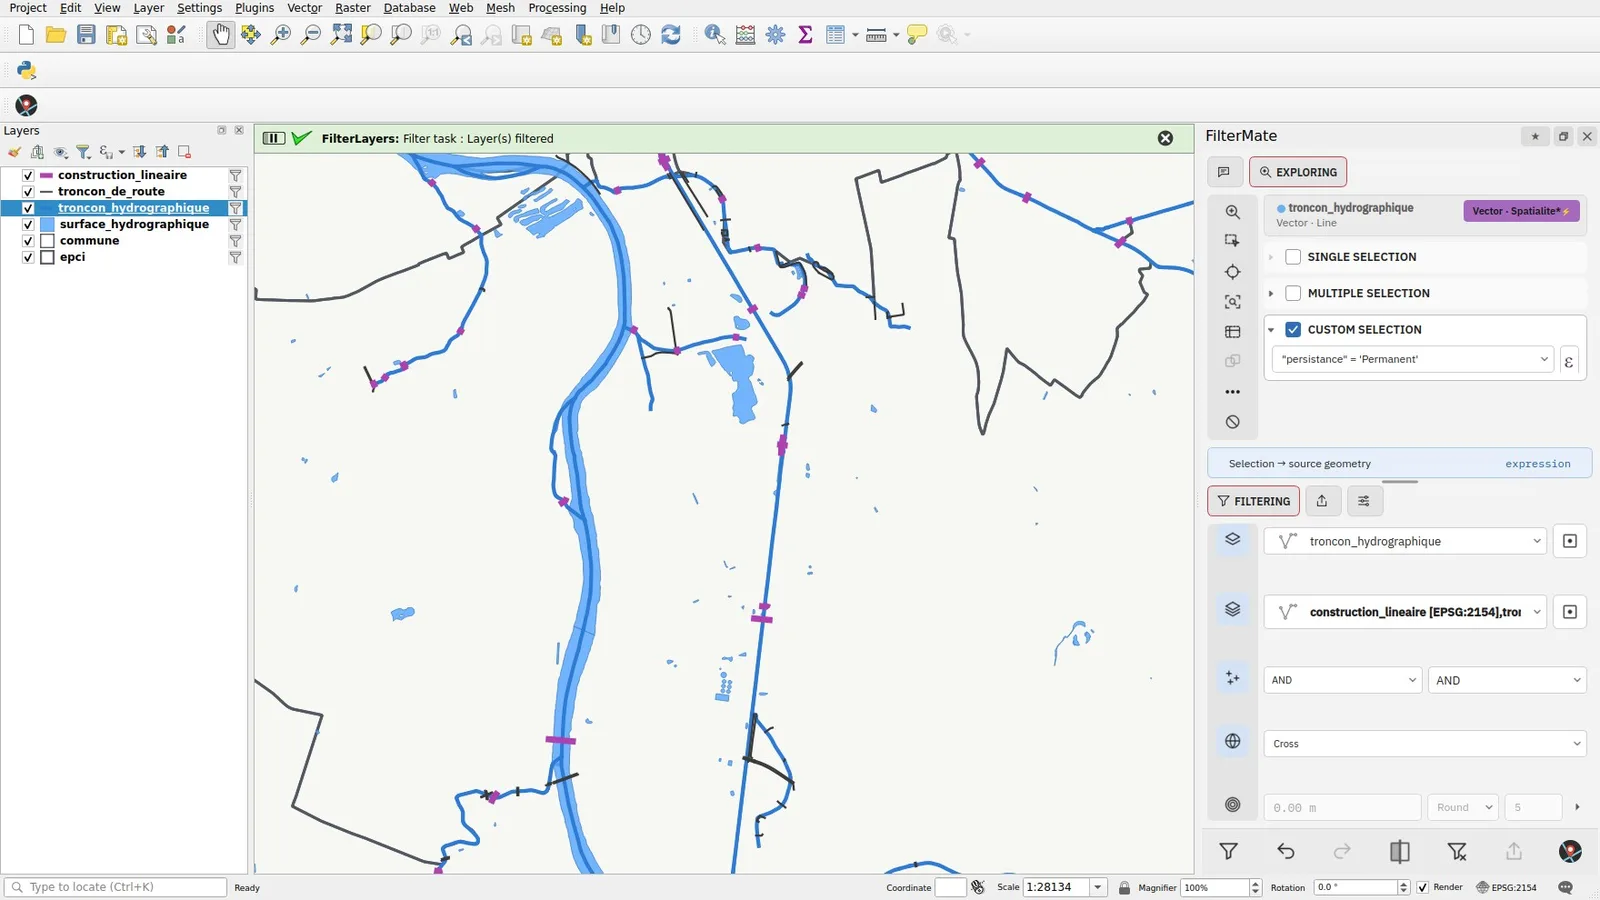 Project Edit View Layer Settings Plugins Vector Raster Database Web Mesh Processing Help
Layers
construction_lineaire
troncon_de_route
troncon_hydrographique
surface_hydrographique
commune
epci
FilterLayers: Filter task : Layer(s) filtered
FilterMate
EXPLORING
troncon_hydrographique
Vector · Line
Vector · Spatialite*⚡
SINGLE SELECTION
MULTIPLE SELECTION
CUSTOM SELECTION
"persistance" = 'Permanent'
ε
Selection → source geometry expression
FILTERING
troncon_hydrographique
construction_lineaire [EPSG:2154],tron
AND AND
Cross
0.00 m Round 5
Type to locate (Ctrl+K) Ready Coordinate Scale 1:28134 Magnifier 100% Rotation 0.0 ° Render EPSG:2154